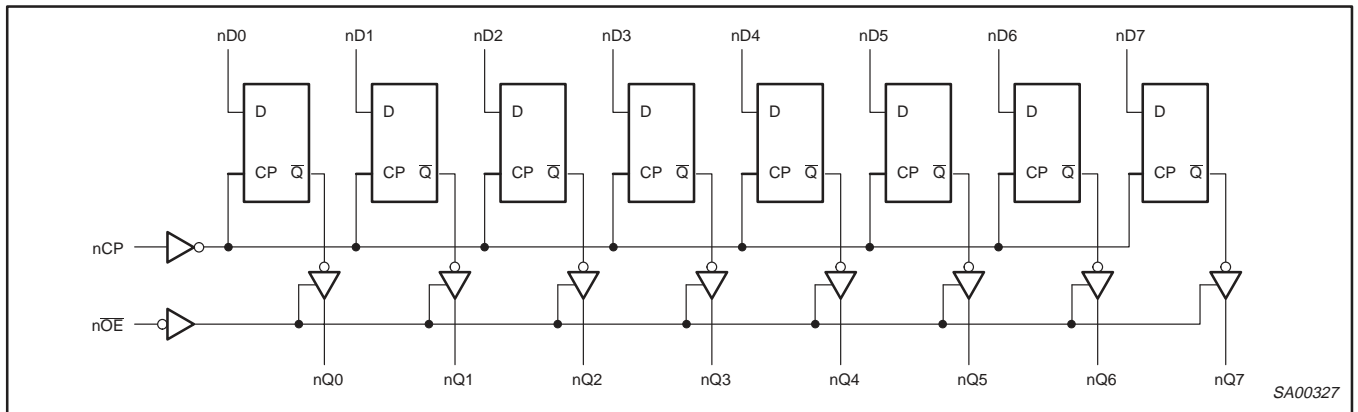 nD0 nD1 nD2 nD3 nD4 nD5 nD6 nD7
D D D D D D D D
CP Q̅ CP Q̅ CP Q̅ CP Q̅ CP Q̅ CP Q̅ CP Q̅ CP Q̅
nCP
nO̅E̅
nQ0 nQ1 nQ2 nQ3 nQ4 nQ5 nQ6 nQ7
SA00327